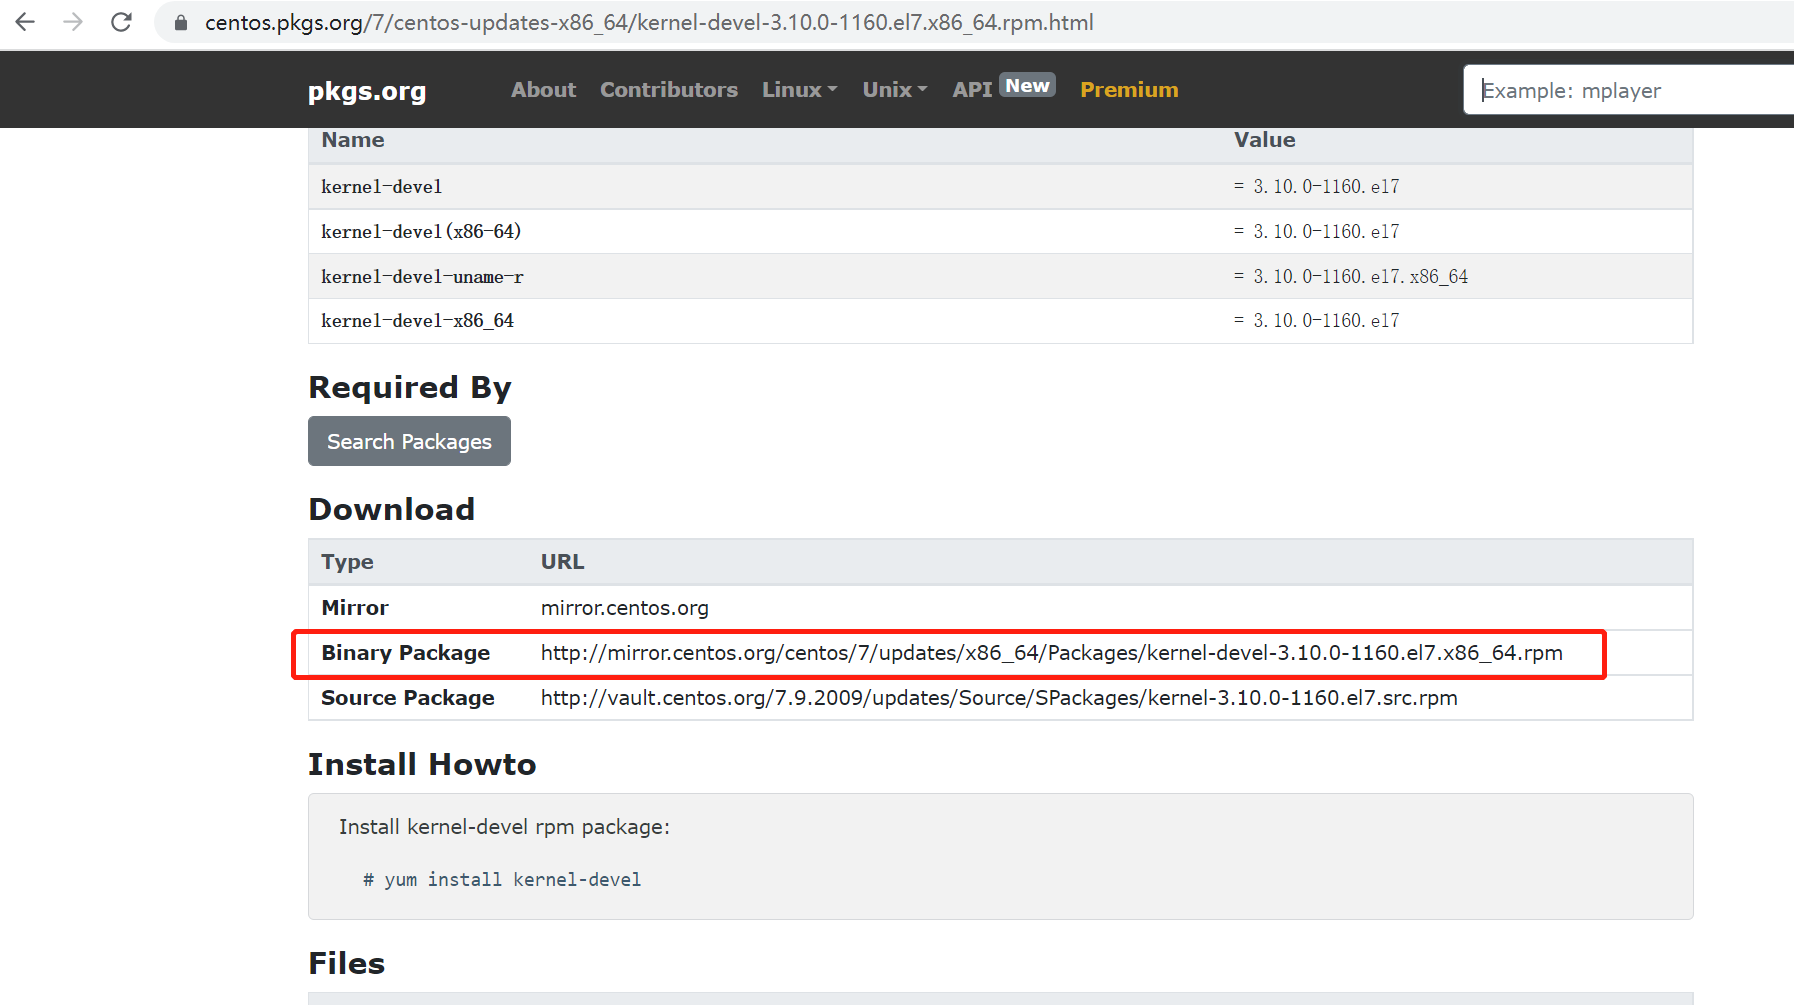 centos.pkgs.org/7/centos-updates-x86_64/kernel-devel-3.10.0-1160.el7.x86_64.rpm.html
pkgs.org About Contributors Linux Unix API New Premium Example: mplayer
Name Value
kernel-devel = 3.10.0-1160.el7
kernel-devel(x86-64) = 3.10.0-1160.el7
kernel-devel-uname-r = 3.10.0-1160.el7.x86_64
kernel-devel-x86_64 = 3.10.0-1160.el7
Required By
Search Packages
Download
Type URL
Mirror mirror.centos.org
Binary Package http://mirror.centos.org/centos/7/updates/x86_64/Packages/kernel-devel-3.10.0-1160.el7.x86_64.rpm
Source Package http://vault.centos.org/7.9.2009/updates/Source/SPackages/kernel-3.10.0-1160.el7.src.rpm
Install Howto
Install kernel-devel rpm package:
# yum install kernel-devel
Files